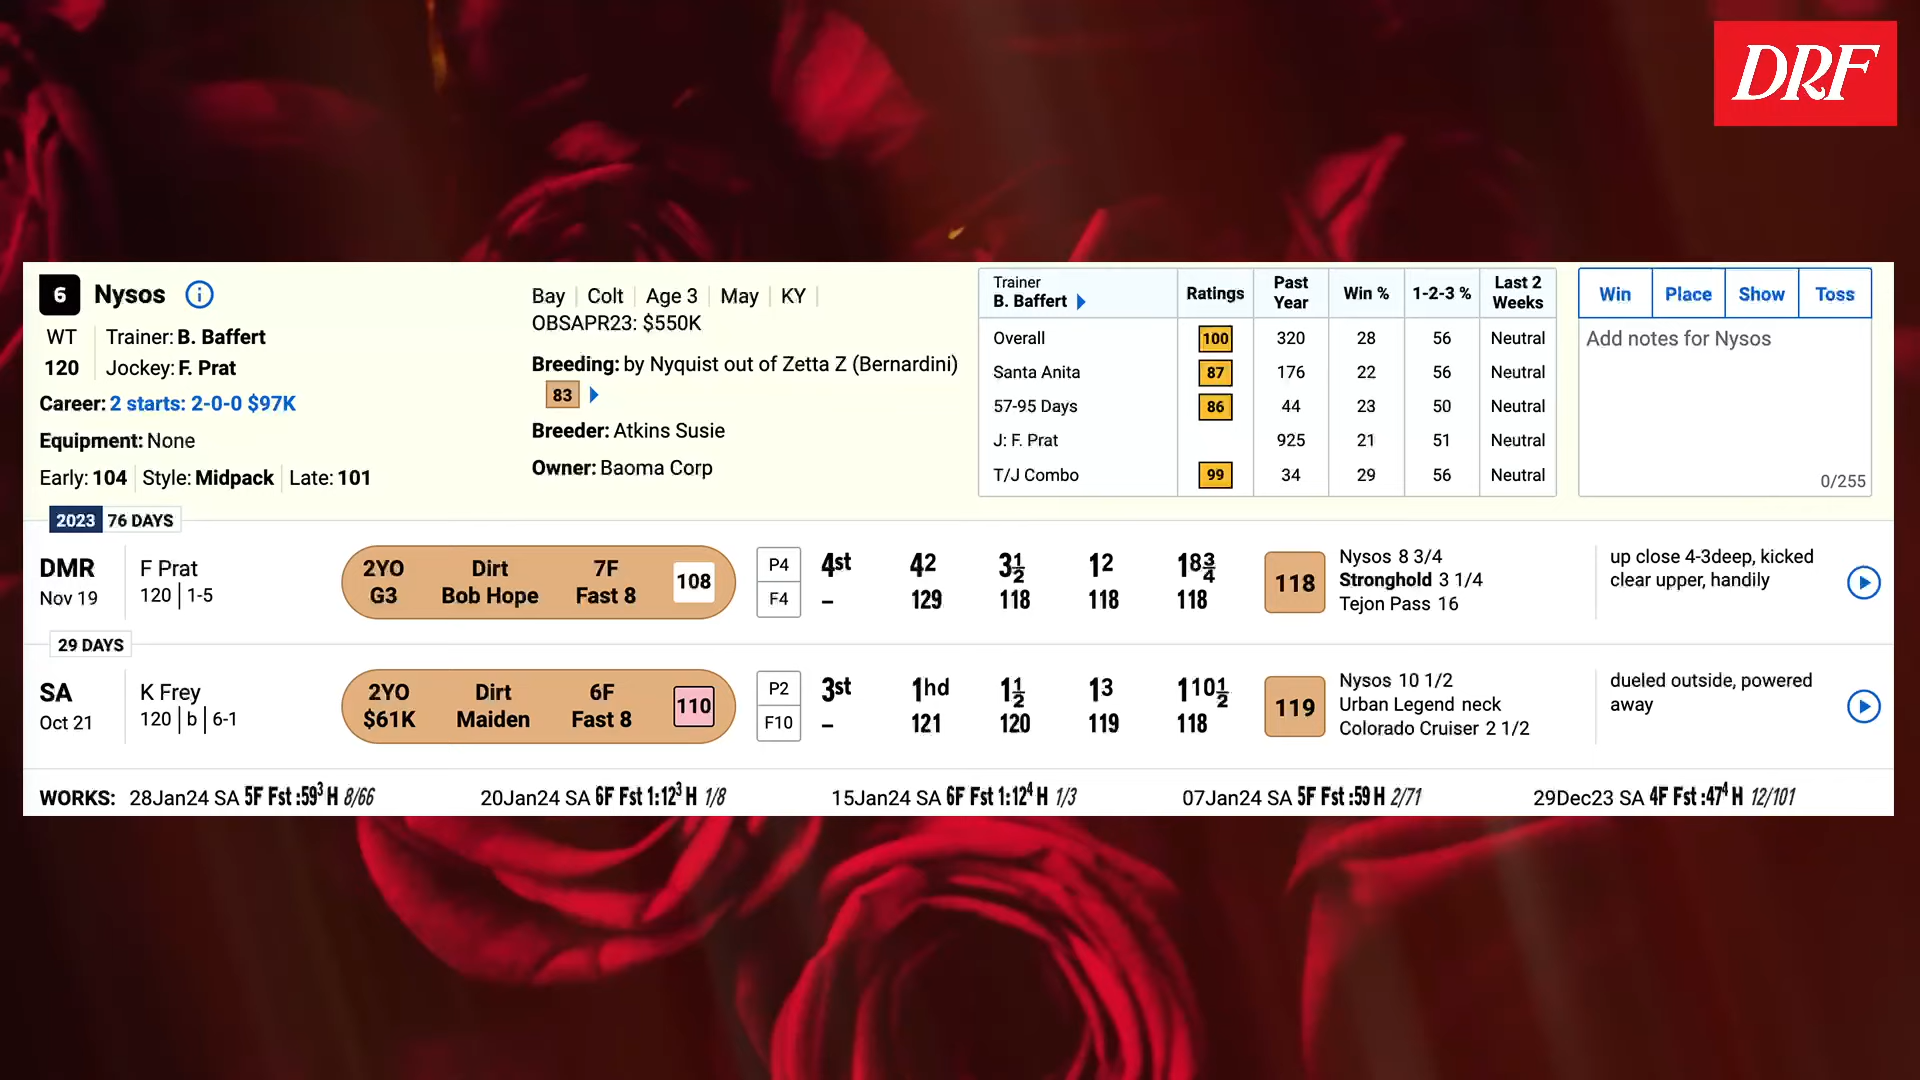 DRF
6 Nysos i
WT Trainer: B. Baffert
120 Jockey: F. Prat
Career: 2 starts: 2-0-0 $97K
Equipment: None
Early: 104 Style: Midpack Late: 101
Bay Colt Age 3 May KY
OBSAPR23: $550K
Breeding: by Nyquist out of Zetta Z (Bernardini)
83
Breeder: Atkins Susie
Owner: Baoma Corp
Trainer B. Baffert Ratings Past Year Win % 1-2-3 % Last 2 Weeks
Overall 100 320 28 56 Neutral
Santa Anita 87 176 22 56 Neutral
57-95 Days 86 44 23 50 Neutral
J: F. Prat 925 21 51 Neutral
T/J Combo 99 34 29 56 Neutral
Win Place Show Toss
Add notes for Nysos
0/255
2023 76 DAYS
DMR F Prat 2YO Dirt 7F 108 P4 4st 42 3½ 12 18¾ 118 Nysos 8 3/4 up close 4-3deep, kicked
Nov 19 120 1-5 G3 Bob Hope Fast 8 F4 – 129 118 118 118 Stronghold 3 1/4 clear upper, handily
Tejon Pass 16
29 DAYS
SA K Frey 2YO Dirt 6F 110 P2 3st 1hd 1½ 13 110½ 119 Nysos 10 1/2 dueled outside, powered
Oct 21 120 b 6-1 $61K Maiden Fast 8 F10 – 121 120 119 118 Urban Legend neck away
Colorado Cruiser 2 1/2
WORKS: 28Jan24 SA 5F Fst :59³ H 8/66 20Jan24 SA 6F Fst 1:12³ H 1/8 15Jan24 SA 6F Fst 1:12⁴ H 1/3 07Jan24 SA 5F Fst :59 H 2/71 29Dec23 SA 4F Fst :47⁴ H 12/101